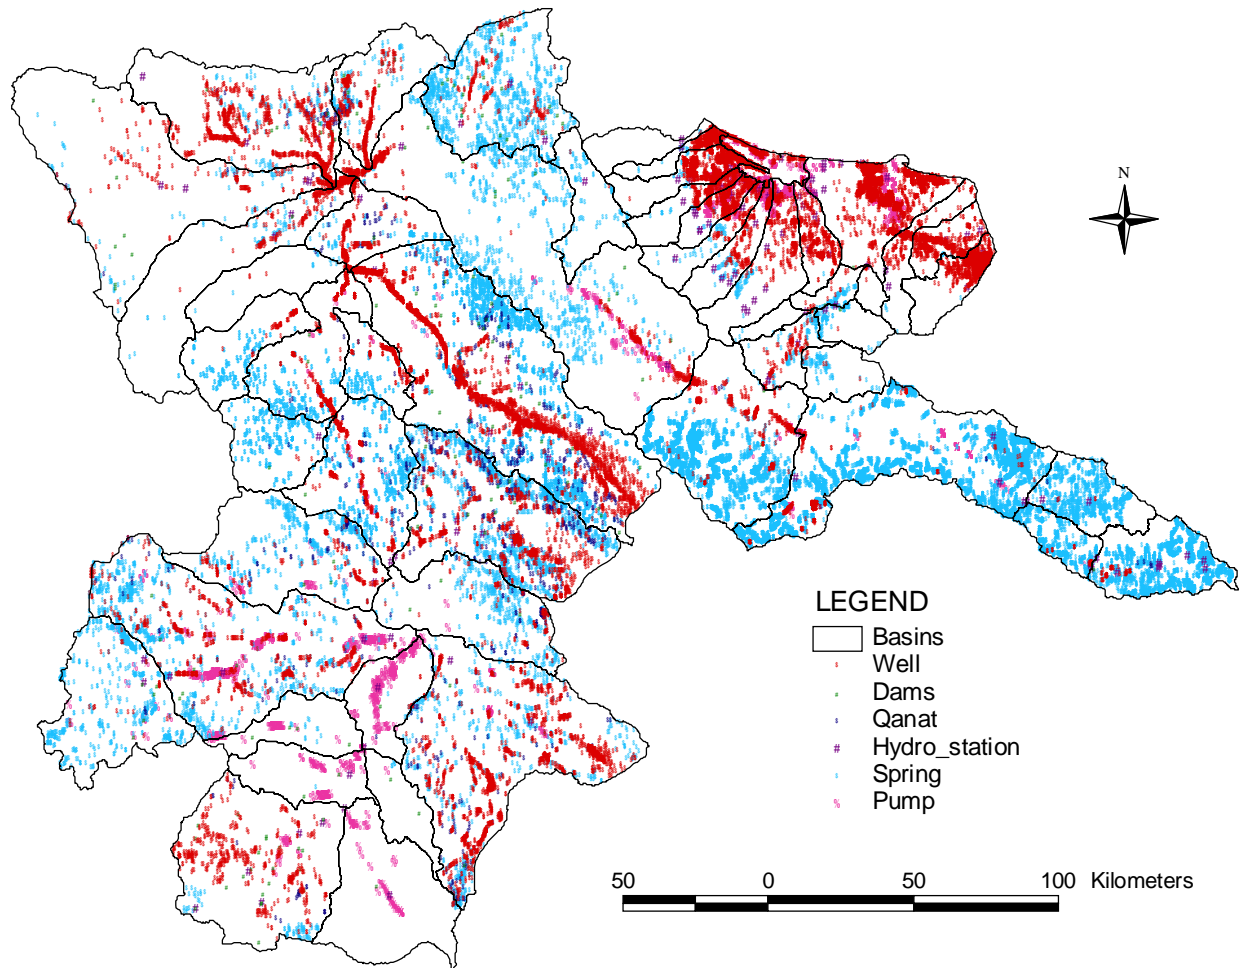 N
LEGEND
Basins
Well
Dams
Qanat
Hydro_station
Spring
Pump
50 0 50 100 Kilometers